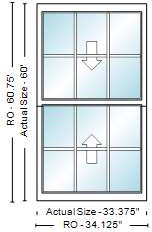 RO - 60.75"
Actual Size - 60'
Actual Size - 33.375"
RO - 34.125"